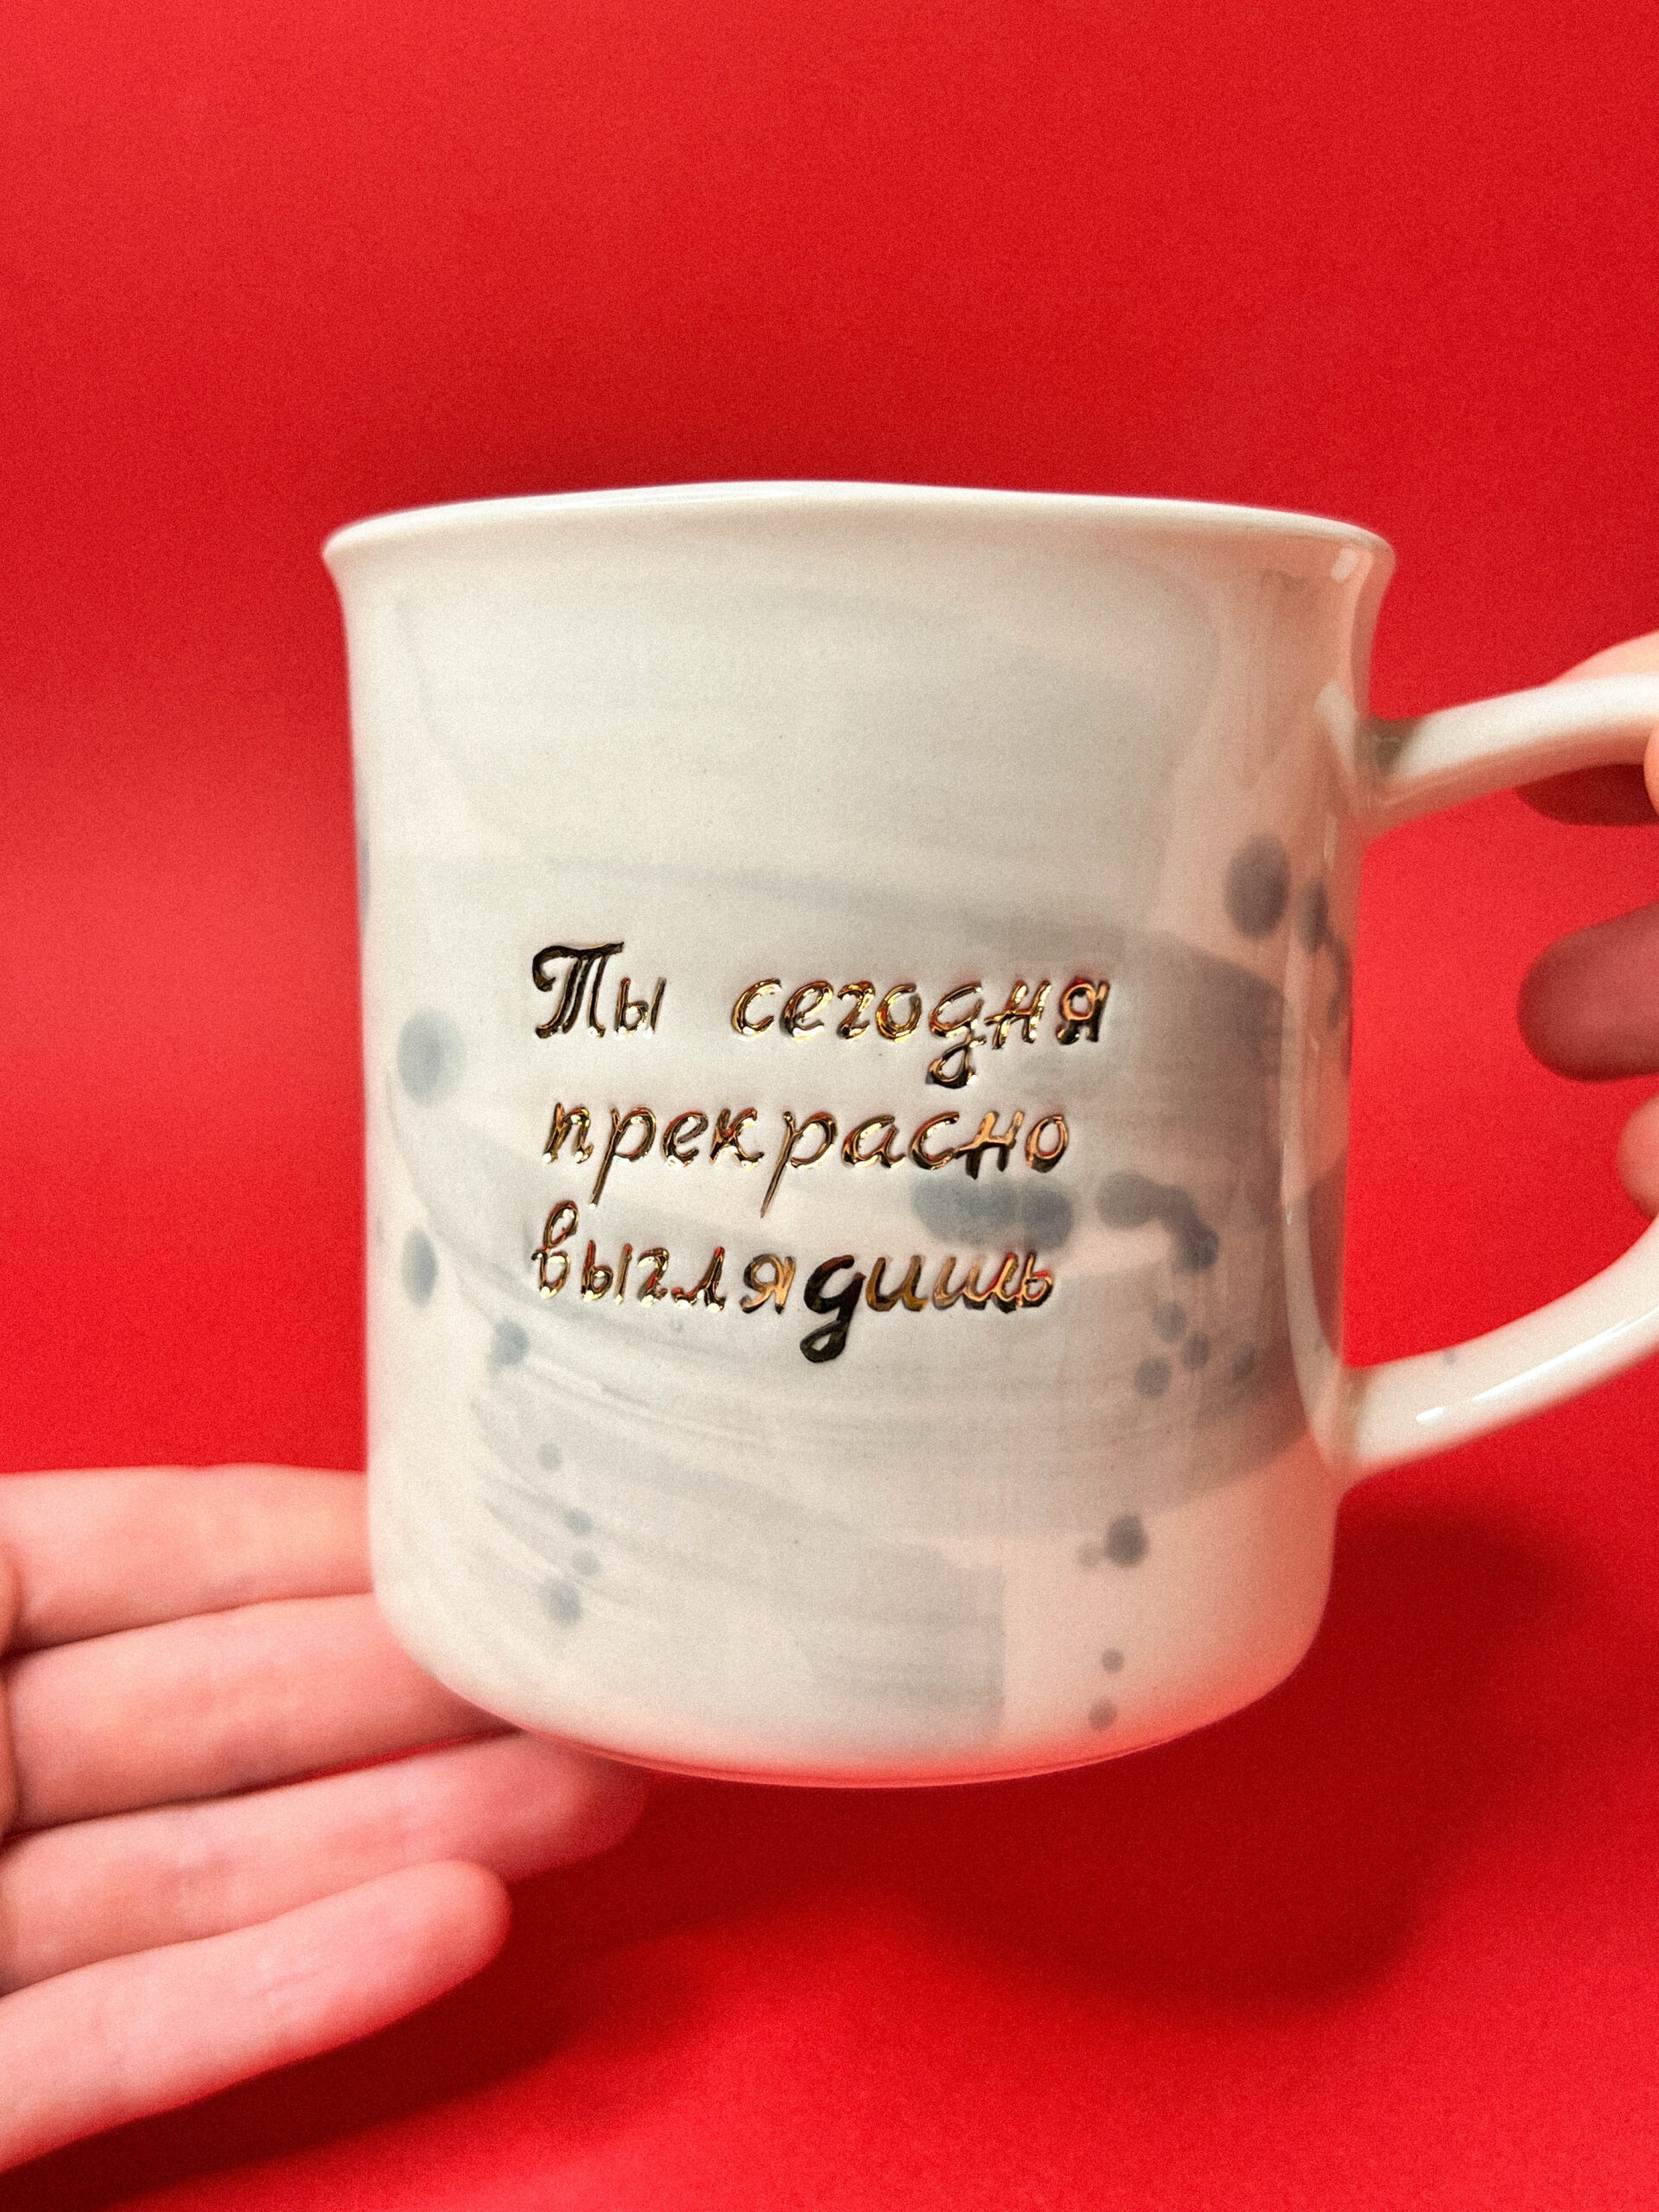 Ты сегодня
прекрасно
выглядишь